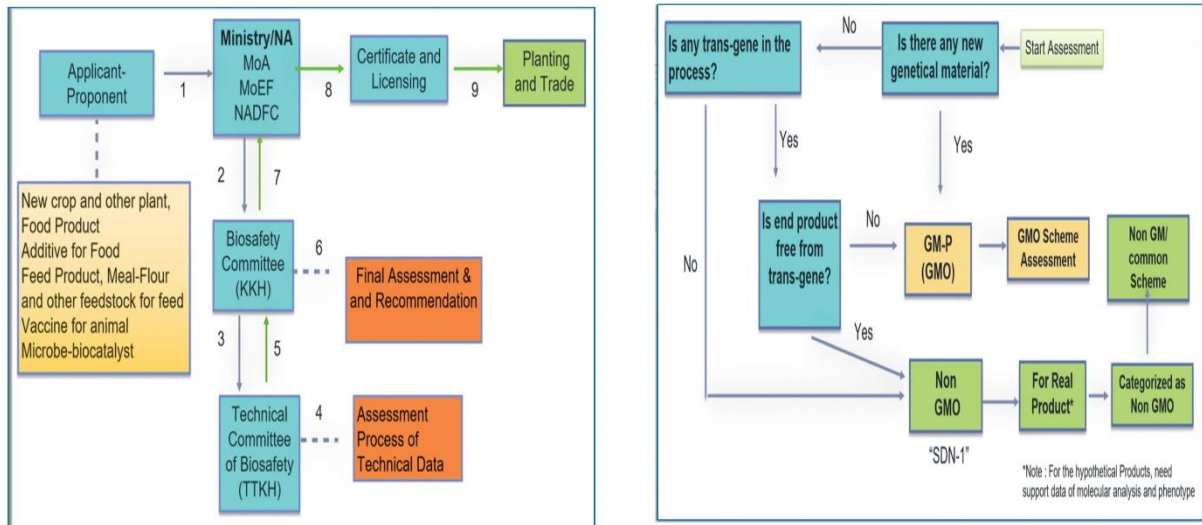 Applicant-
Proponent
1
Ministry/NA
MoA
MoEF
NADFC
8
Certificate and
Licensing
9
Planting
and Trade
New crop and other plant,
Food Product
Additive for Food
Feed Product, Meal-Flour
and other feedstock for feed
Vaccine for animal
Microbe-biocatalyst
2
7
Biosafety
Committee
(KKH)
6
Final Assessment &
and Recommendation
3
5
Technical
Committee
of Biosafety
(TTKH)
4
Assessment
Process of
Technical Data
Is any trans-gene in the
process?
No
Is there any new
genetical material?
Start Assessment
Yes
Yes
Is end product
free from
trans-gene?
No
GM-P
(GMO)
GMO Scheme
Assessment
Non GM/
common
Scheme
No
Yes
Non
GMO
For Real
Product*
Categorized as
Non GMO
“SDN-1”
*Note : For the hypothetical Products, need
support data of molecular analysis and phenotype